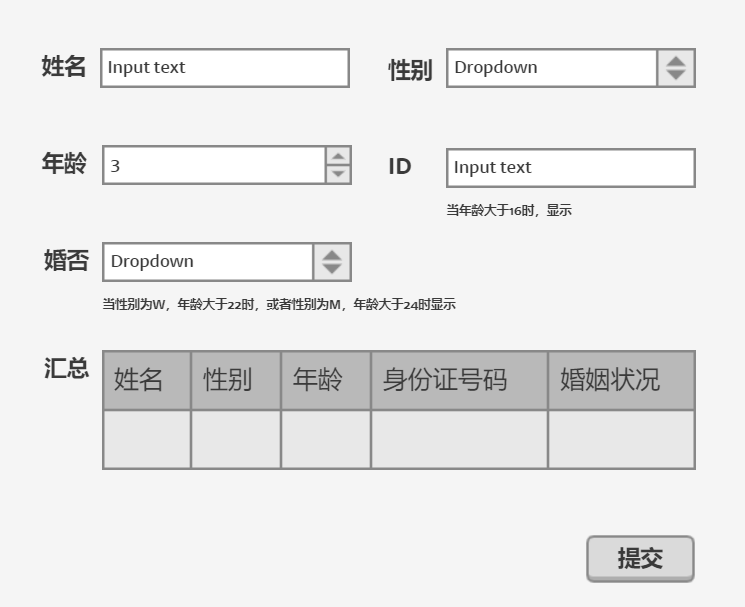 姓名 Input text 性别 Dropdown
年龄 3 ID Input text
当年龄大于16时，显示
婚否 Dropdown
当性别为W，年龄大于22时，或者性别为M，年龄大于24时显示
汇总 姓名 性别 年龄 身份证号码 婚姻状况
提交